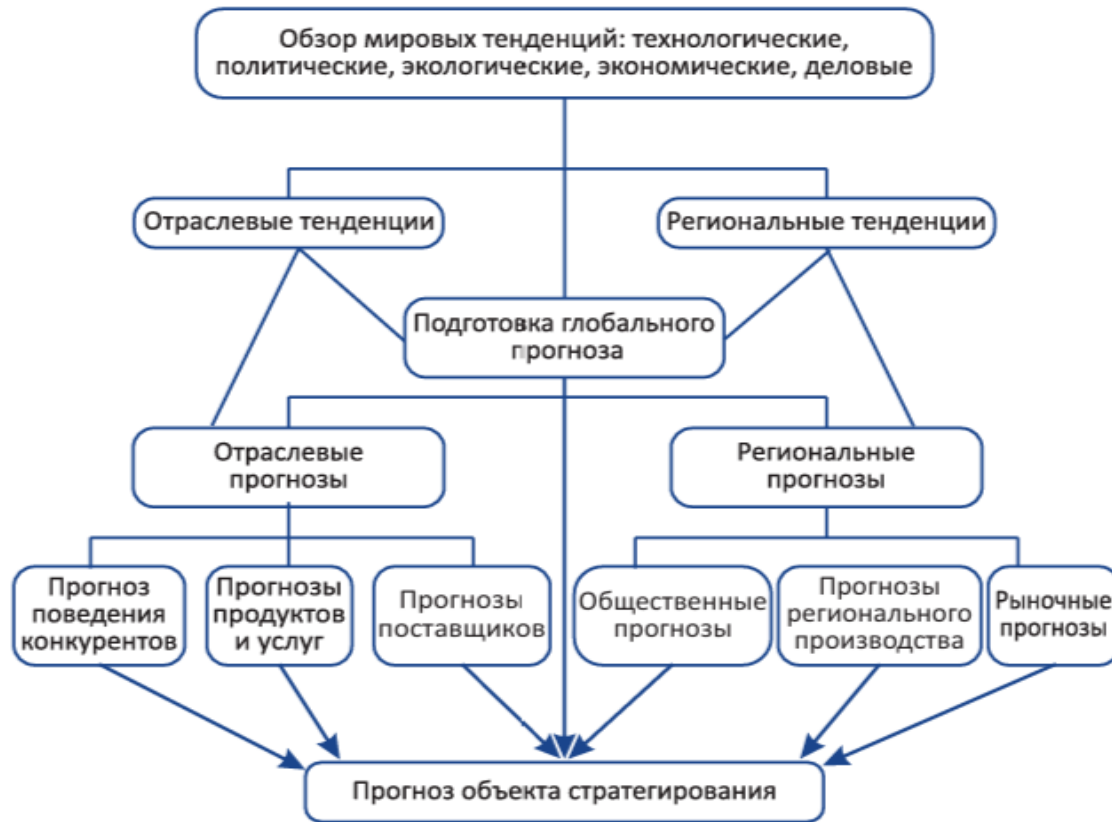 Обзор мировых тенденций: технологические,
политические, экологические, экономические, деловые
Отраслевые тенденции
Региональные тенденции
Подготовка глобального
прогноза
Отраслевые
прогнозы
Региональные
прогнозы
Прогноз
поведения
конкурентов
Прогнозы
продуктов
и услуг
Прогнозы
поставщиков
Общественные
прогнозы
Прогнозы
регионального
производства
Рыночные
прогнозы
Прогноз объекта стратегирования